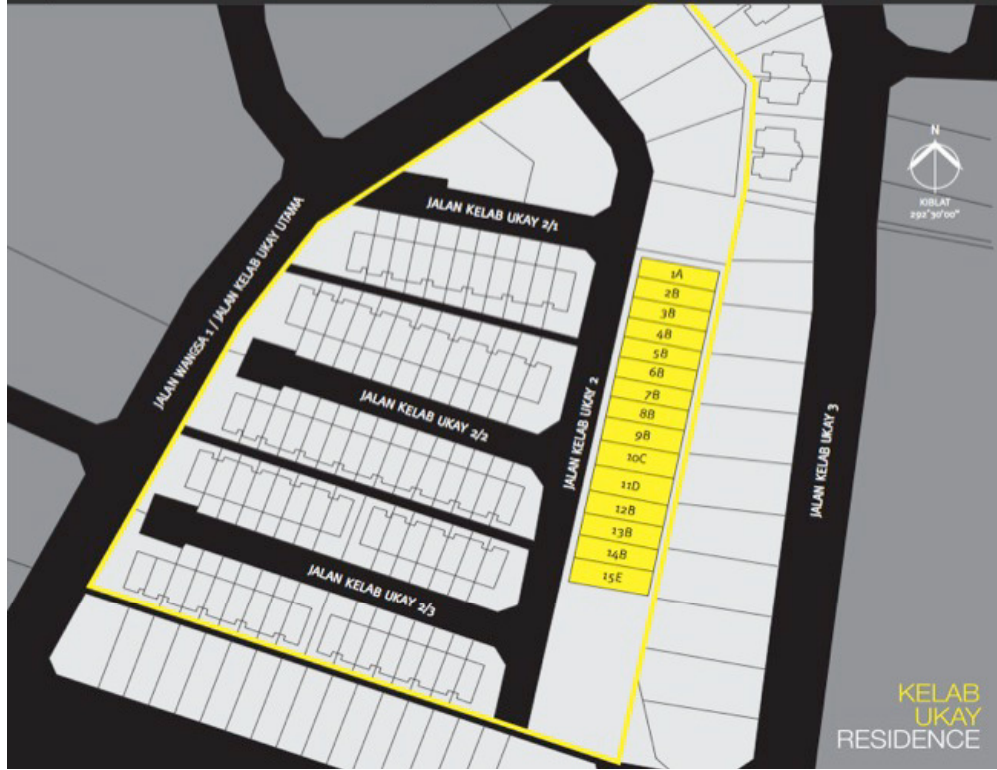 N
KIBLAT
292°30'00"
JALAN WANGSA 1 / JALAN KELAB UKAY UTAMA
JALAN KELAB UKAY 2/1
JALAN KELAB UKAY 2/2
JALAN KELAB UKAY 2/3
JALAN KELAB UKAY 2
1A
2B
3B
4B
5B
6B
7B
8B
9B
10C
11D
12B
13B
14B
15E
JALAN KELAB UKAY 3
KELAB
UKAY
RESIDENCE